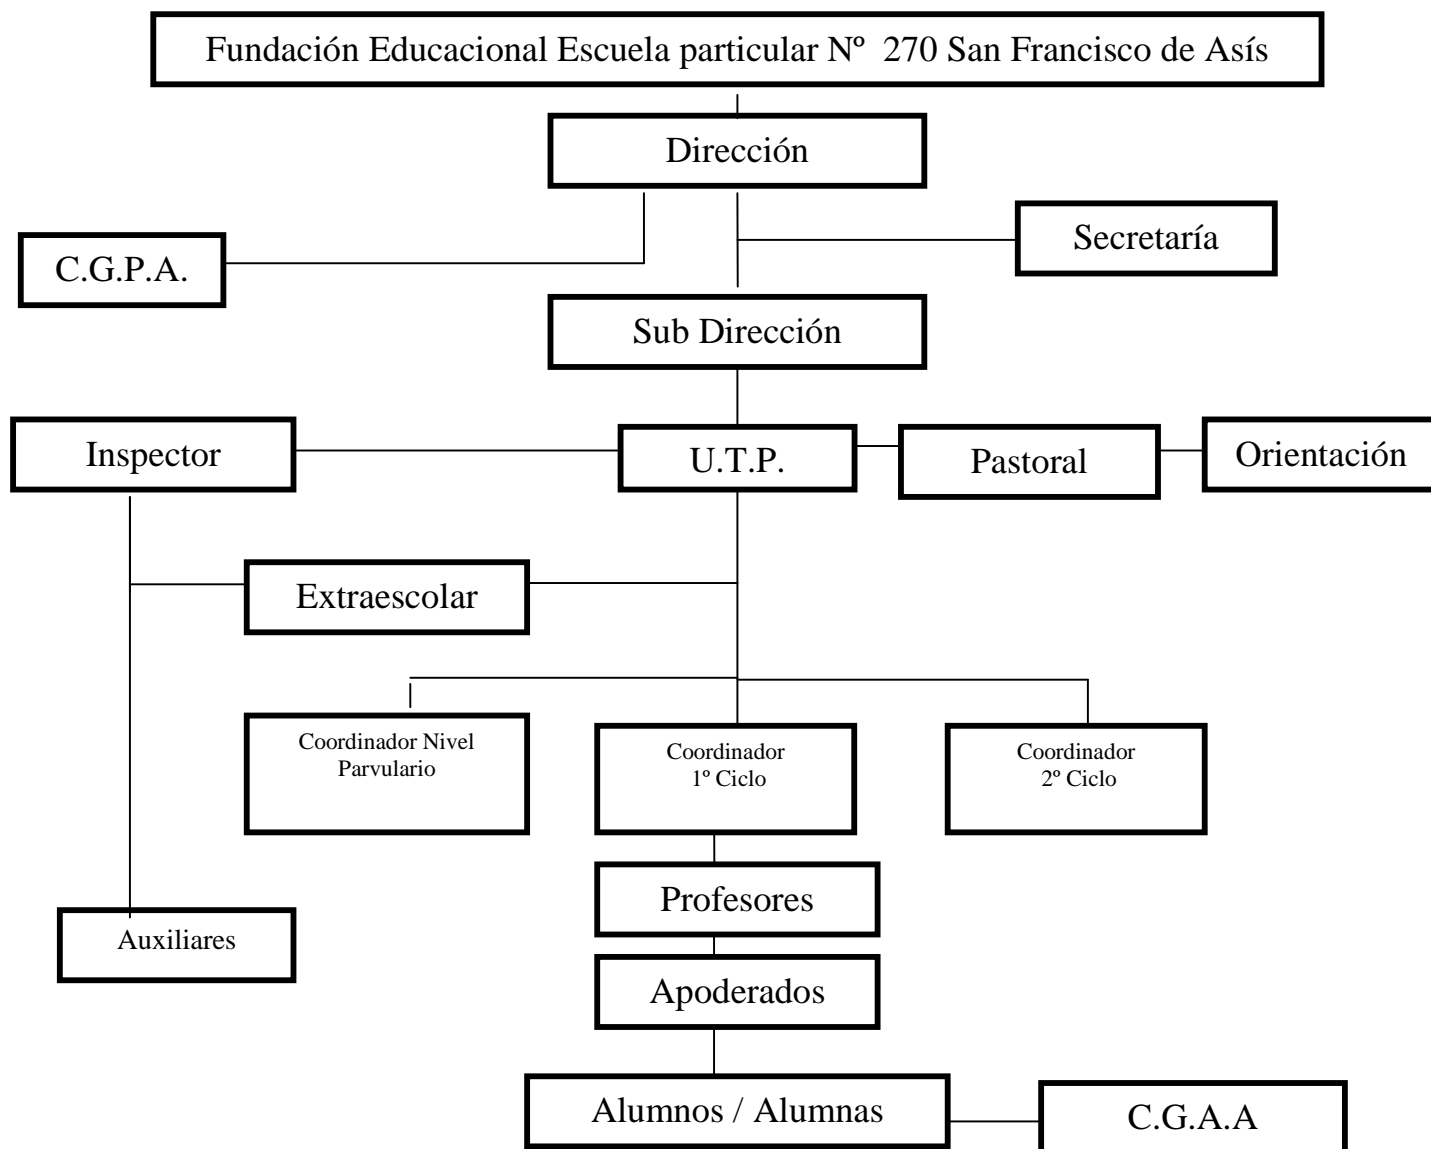 Fundación Educacional Escuela particular Nº 270 San Francisco de Asís
Dirección
Secretaría
C.G.P.A.
Sub Dirección
Inspector
U.T.P.
Pastoral
Orientación
Extraescolar
Coordinador Nivel
Parvulario
Coordinador
1º Ciclo
Coordinador
2º Ciclo
Profesores
Auxiliares
Apoderados
Alumnos / Alumnas
C.G.A.A